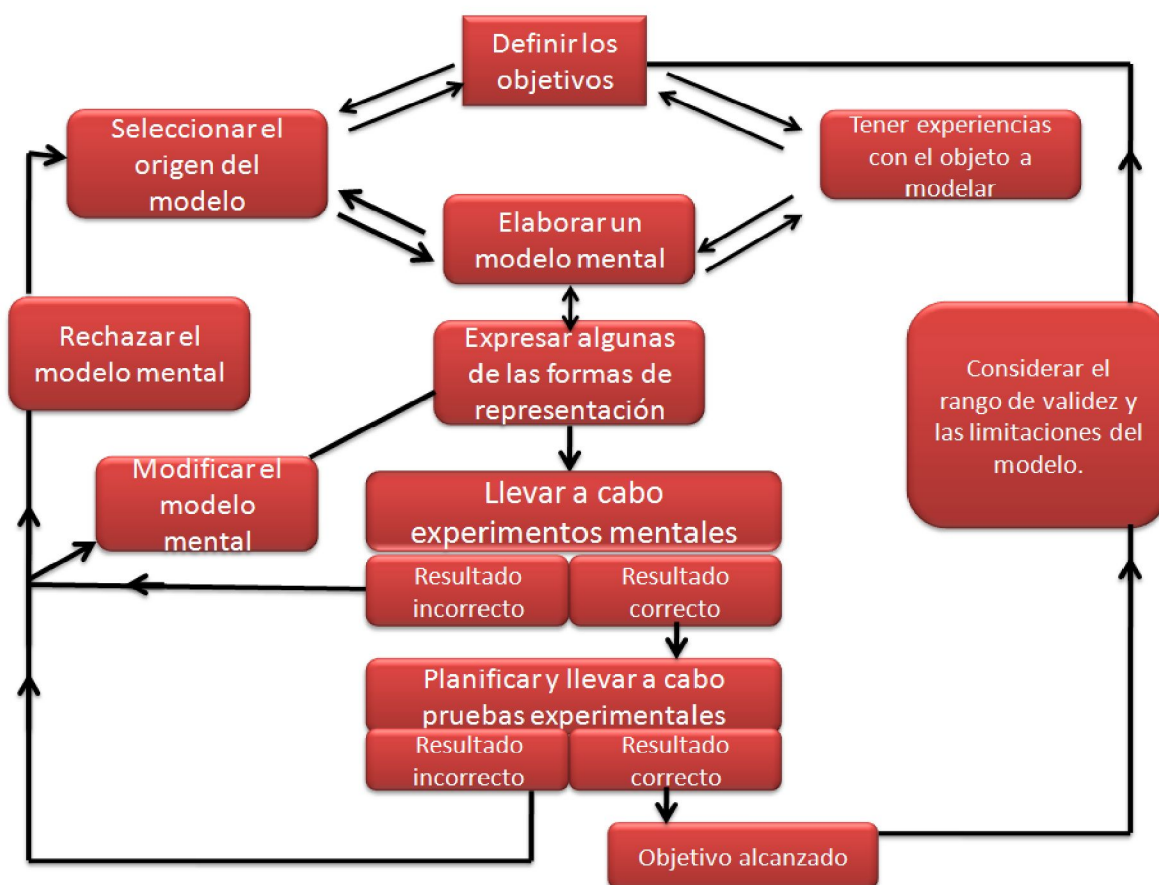 Definir los
objetivos
Seleccionar el
origen del
modelo
Tener experiencias
con el objeto a
modelar
Elaborar un
modelo mental
Rechazar el
modelo mental
Expresar algunas
de las formas de
representación
Considerar el
rango de validez y
las limitaciones del
modelo.
Modificar el
modelo
mental
Llevar a cabo
experimentos mentales
Resultado
incorrecto
Resultado
correcto
Planificar y llevar a cabo
pruebas experimentales
Resultado
incorrecto
Resultado
correcto
Objetivo alcanzado